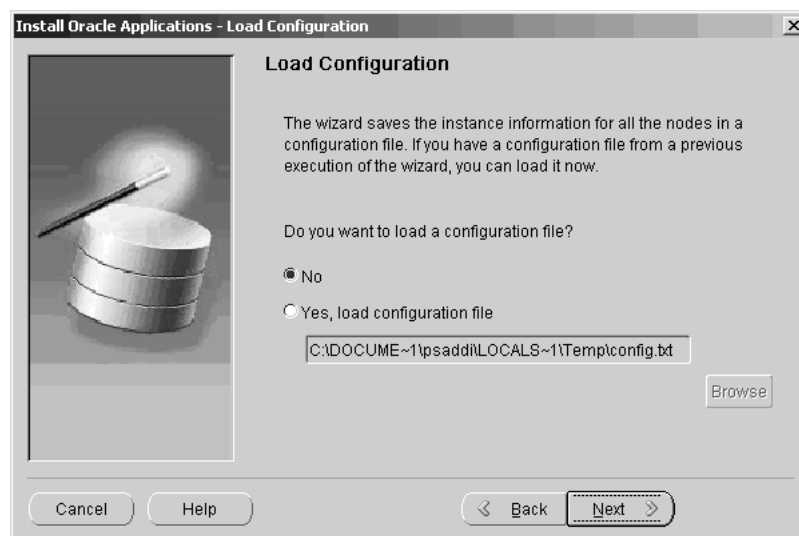 Install Oracle Applications - Load Configuration
Load Configuration
The wizard saves the instance information for all the nodes in a
configuration file. If you have a configuration file from a previous
execution of the wizard, you can load it now.
Do you want to load a configuration file?
No
Yes, load configuration file
C:\DOCUME~1\psaddi\LOCALS~1\Temp\config.txt
Browse
Cancel
Help
Back
Next